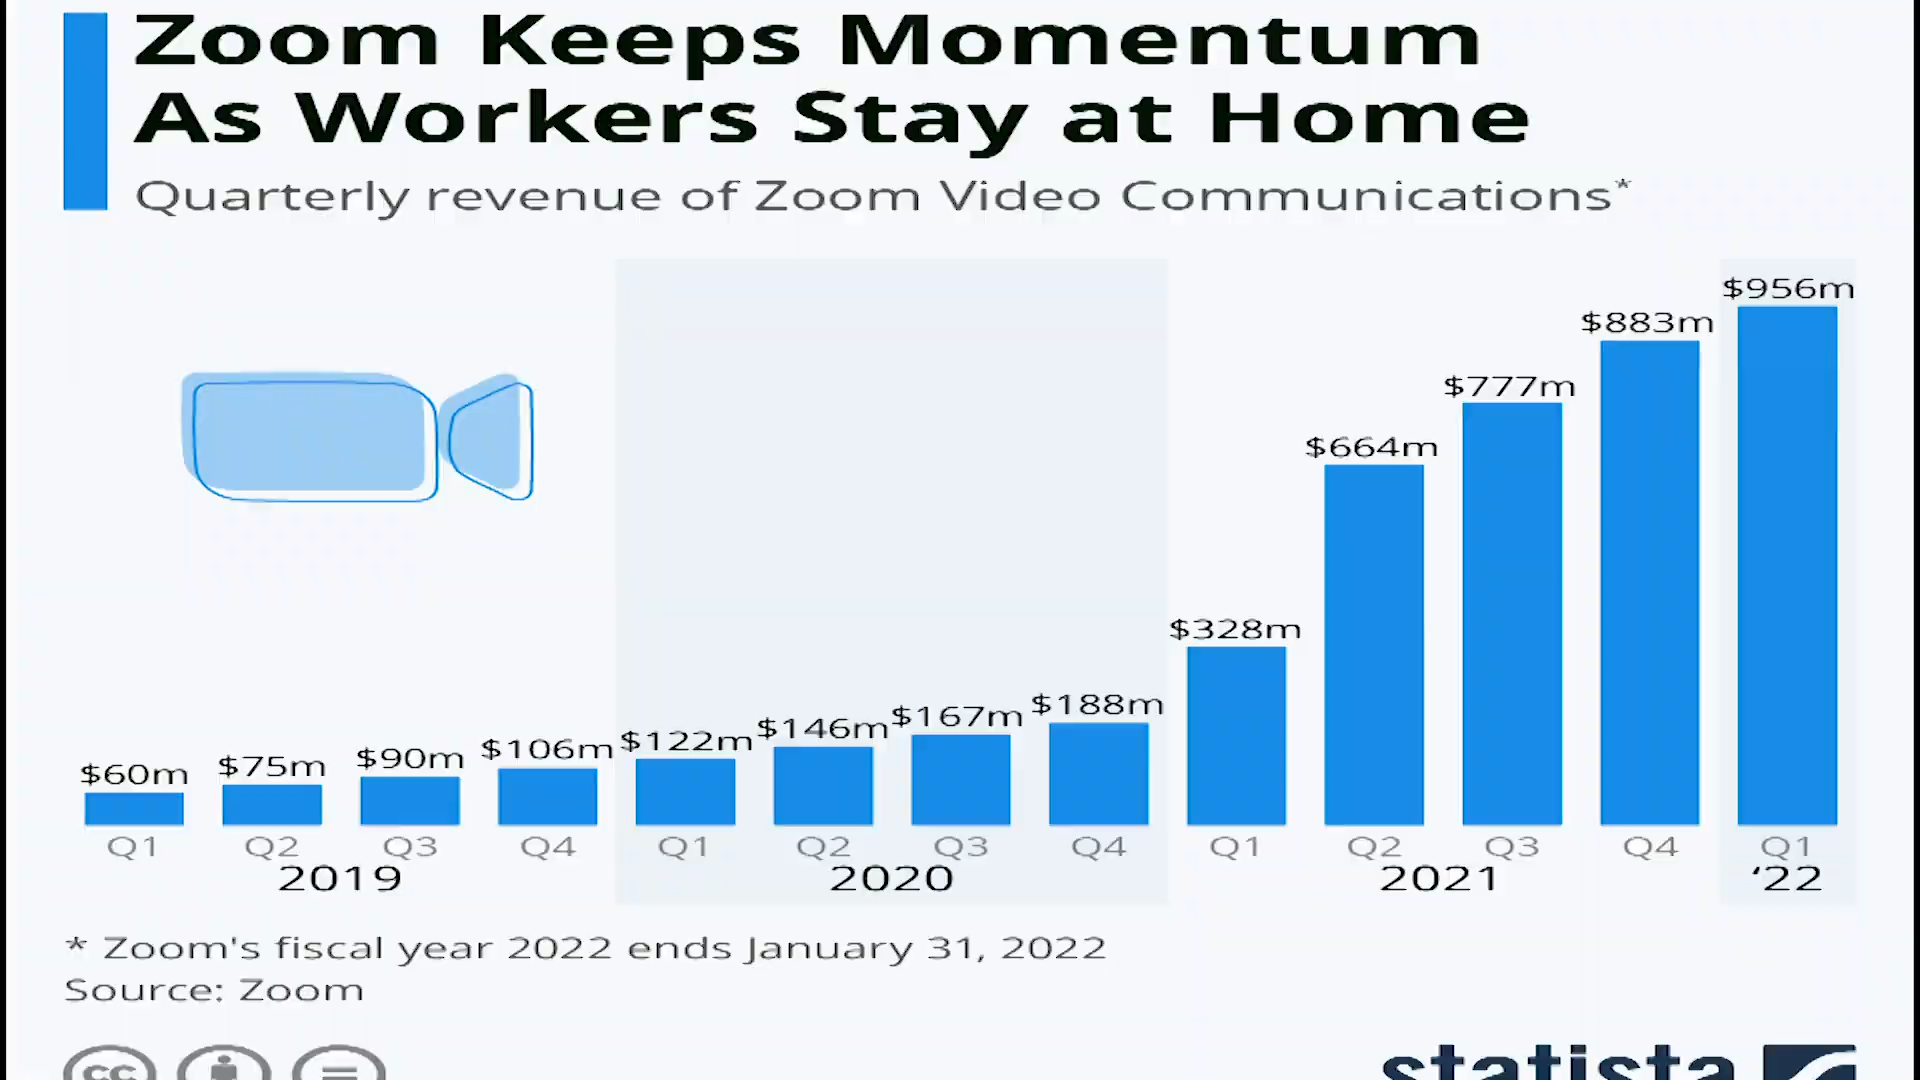 Zoom Keeps Momentum
As Workers Stay at Home
Quarterly revenue of Zoom Video Communications*
$60m $75m $90m $106m $122m $146m $167m $188m $328m $664m $777m $883m $956m
Q1 Q2 Q3 Q4 Q1 Q2 Q3 Q4 Q1 Q2 Q3 Q4 Q1
2019 2020 2021 ‘22
* Zoom's fiscal year 2022 ends January 31, 2022
Source: Zoom
cc statista